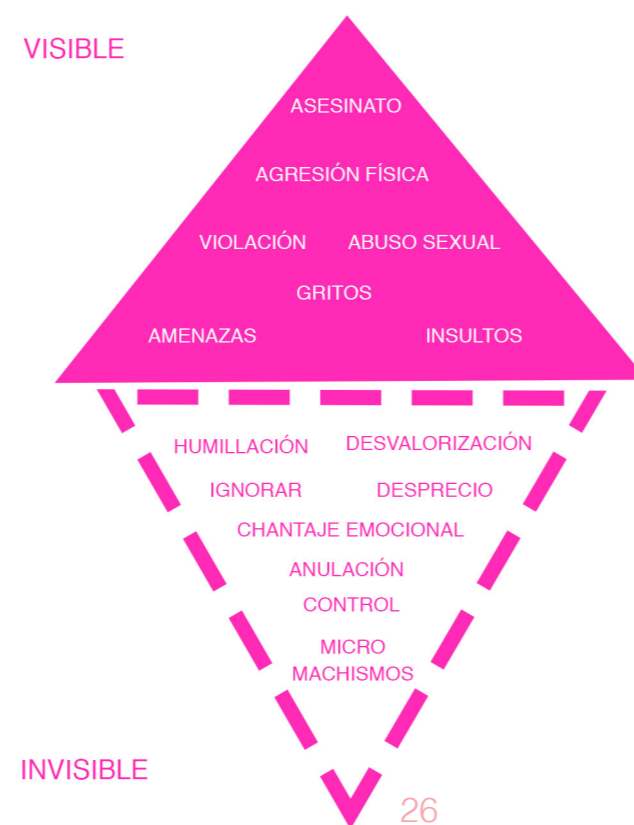 VISIBLE
ASESINATO
AGRESIÓN FÍSICA
VIOLACIÓN ABUSO SEXUAL
GRITOS
AMENAZAS INSULTOS
HUMILLACIÓN DESVALORIZACIÓN
IGNORAR DESPRECIO
CHANTAJE EMOCIONAL
ANULACIÓN
CONTROL
MICRO
MACHISMOS
INVISIBLE
26